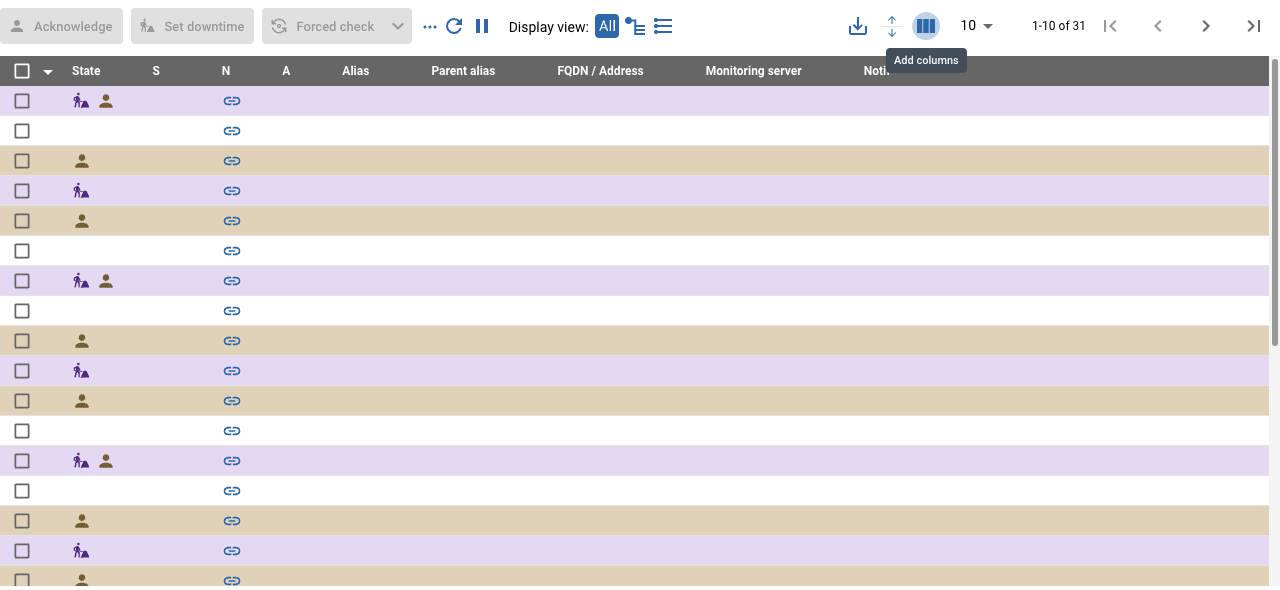 Acknowledge Set downtime Forced check Display view: All 10 1-10 of 31
Add columns
State S N A Alias Parent alias FQDN / Address Monitoring server